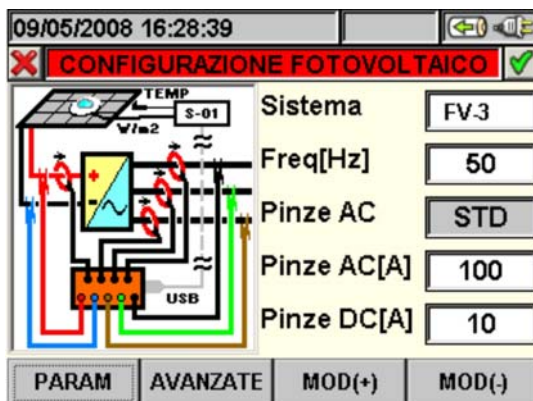 09/05/2008 16:28:39
CONFIGURAZIONE FOTOVOLTAICO
TEMP
S-01
W/m2
USB
Sistema FV-3
Freq[Hz] 50
Pinze AC STD
Pinze AC[A] 100
Pinze DC[A] 10
PARAM AVANZATE MOD(+) MOD(-)